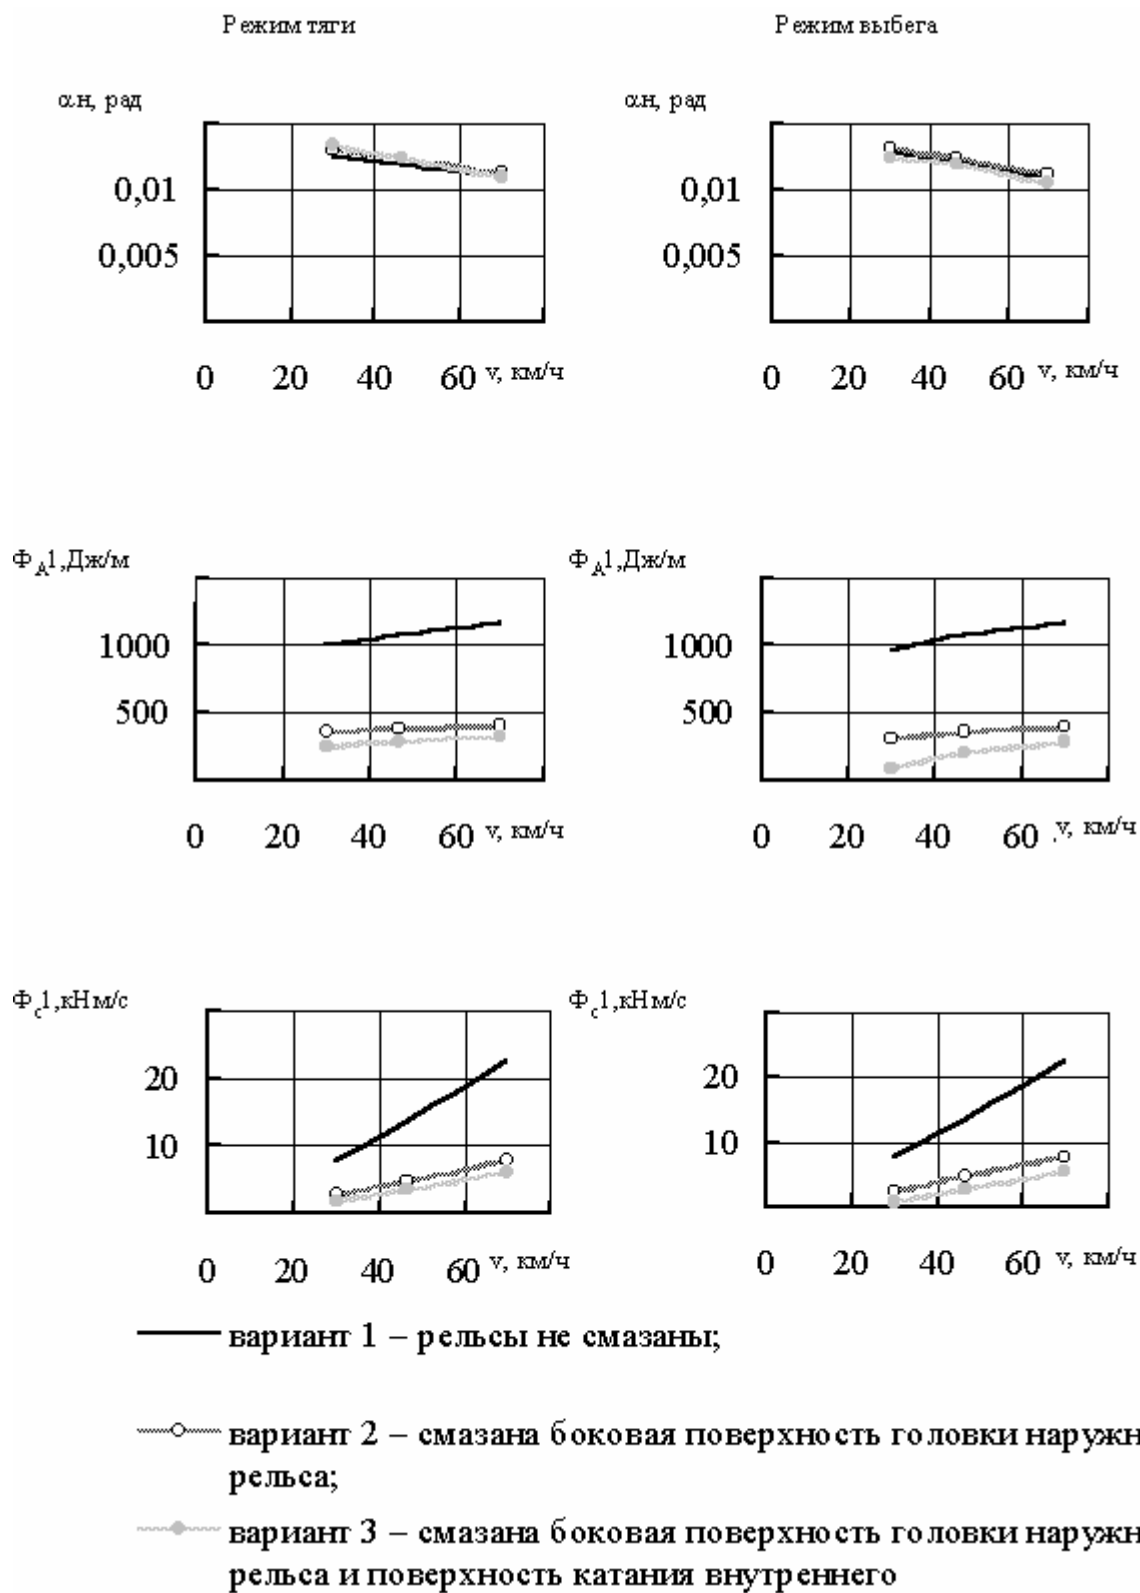 Режим тяги
Режим выбега
αн, рад
αн, рад
0,01
0,005
0,01
0,005
0 20 40 60 v, км/ч
0 20 40 60 v, км/ч
ФА1,Дж/м
ФА1,Дж/м
1000
500
1000
500
0 20 40 60 v, км/ч
0 20 40 60 v, км/ч
Фс1,кНм/с
Фс1,кНм/с
20
10
20
10
0 20 40 60 v, км/ч
0 20 40 60 v, км/ч
вариант 1 – рельсы не смазаны;
вариант 2 – смазана боковая поверхность головки наружн
рельса;
вариант 3 – смазана боковая поверхность головки наружн
рельса и поверхность катания внутреннего